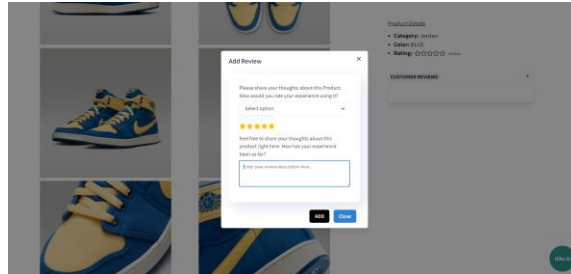 Product Details
• Category: Jordan
• Color: BLUE
• Rating:
CUSTOMER REVIEWS
Add Review
Please share your thoughts about this Product.
How would you rate your experience using it?
Select option
Feel free to share your thoughts about this
product right here. How has your experience
been so far?
Enter your review description here...
ADD
Close